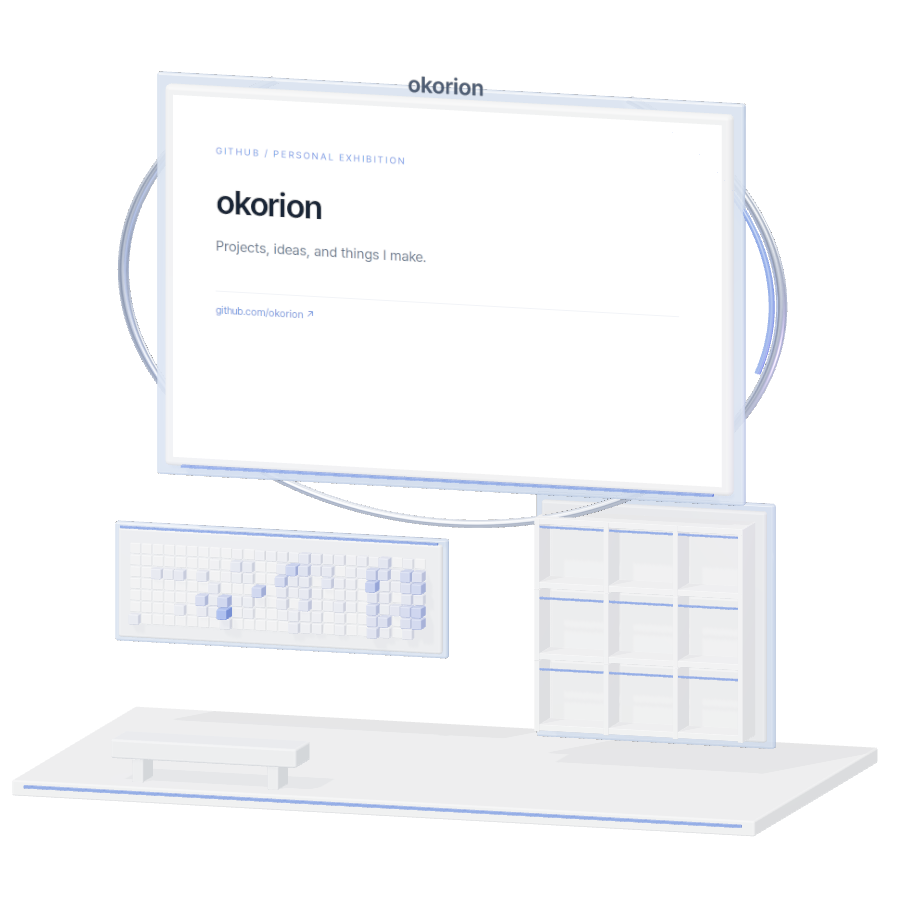 okorion
GITHUB / PERSONAL EXHIBITION
okorion
Projects, ideas, and things I make.
github.com/okorion ↗